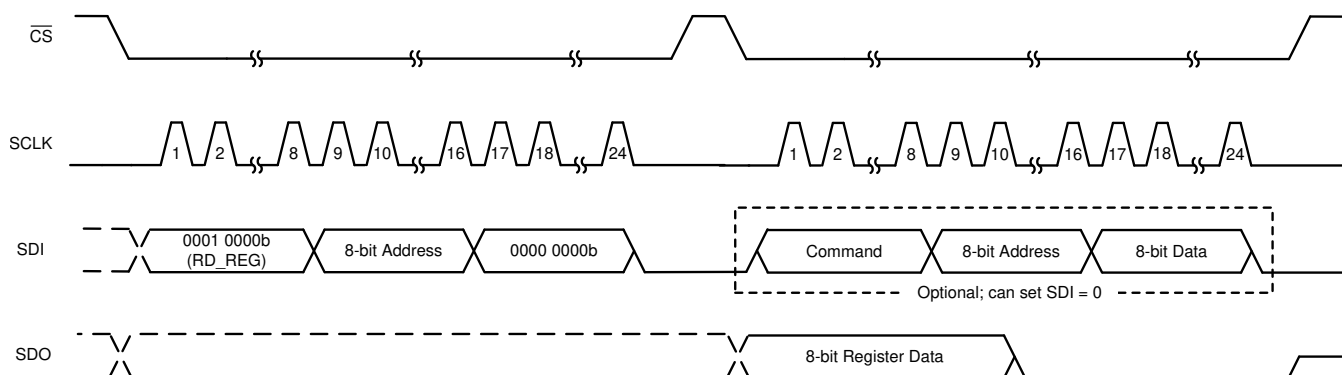 CS
SCLK
1 2 8 9 10 16 17 18 24 1 2 8 9 10 16 17 18 24
SDI
0001 0000b
(RD_REG)
8-bit Address
0000 0000b
Command
8-bit Address
8-bit Data
Optional; can set SDI = 0
SDO
8-bit Register Data